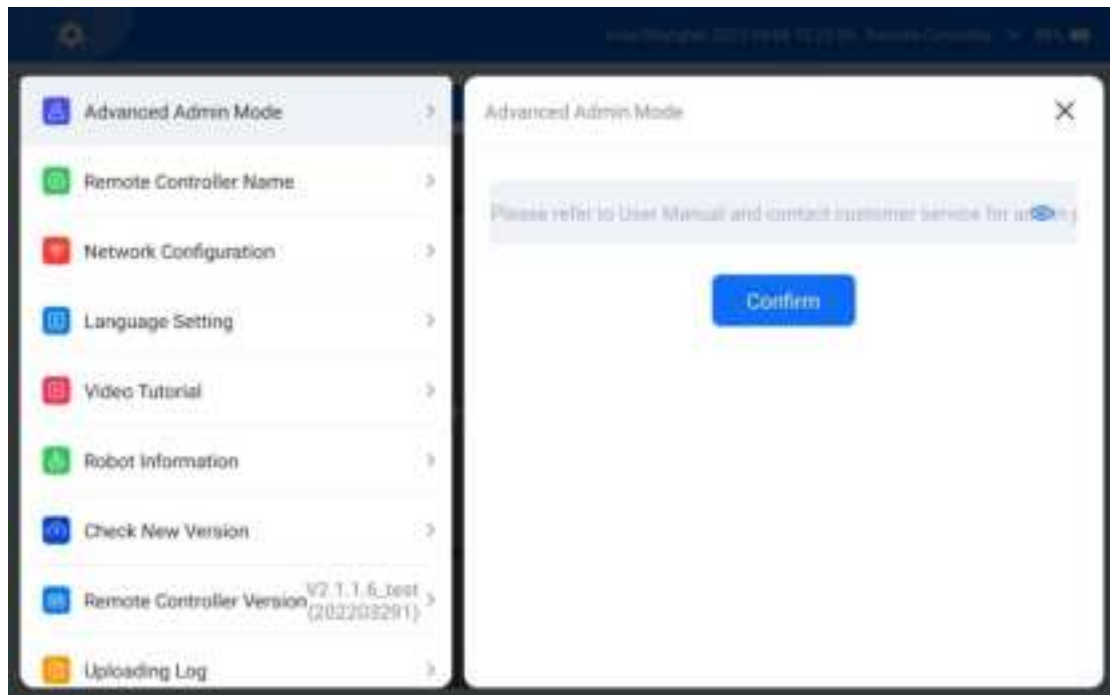 Advanced Admin Mode
Remote Controller Name
Network Configuration
Language Setting
Video Tutorial
Robot Information
Check New Version
Remote Controller Version
V2.1.1.6_test
(202203291)
Uploading Log
Advanced Admin Mode
Please refer to User Manual and contact customer service for
Confirm